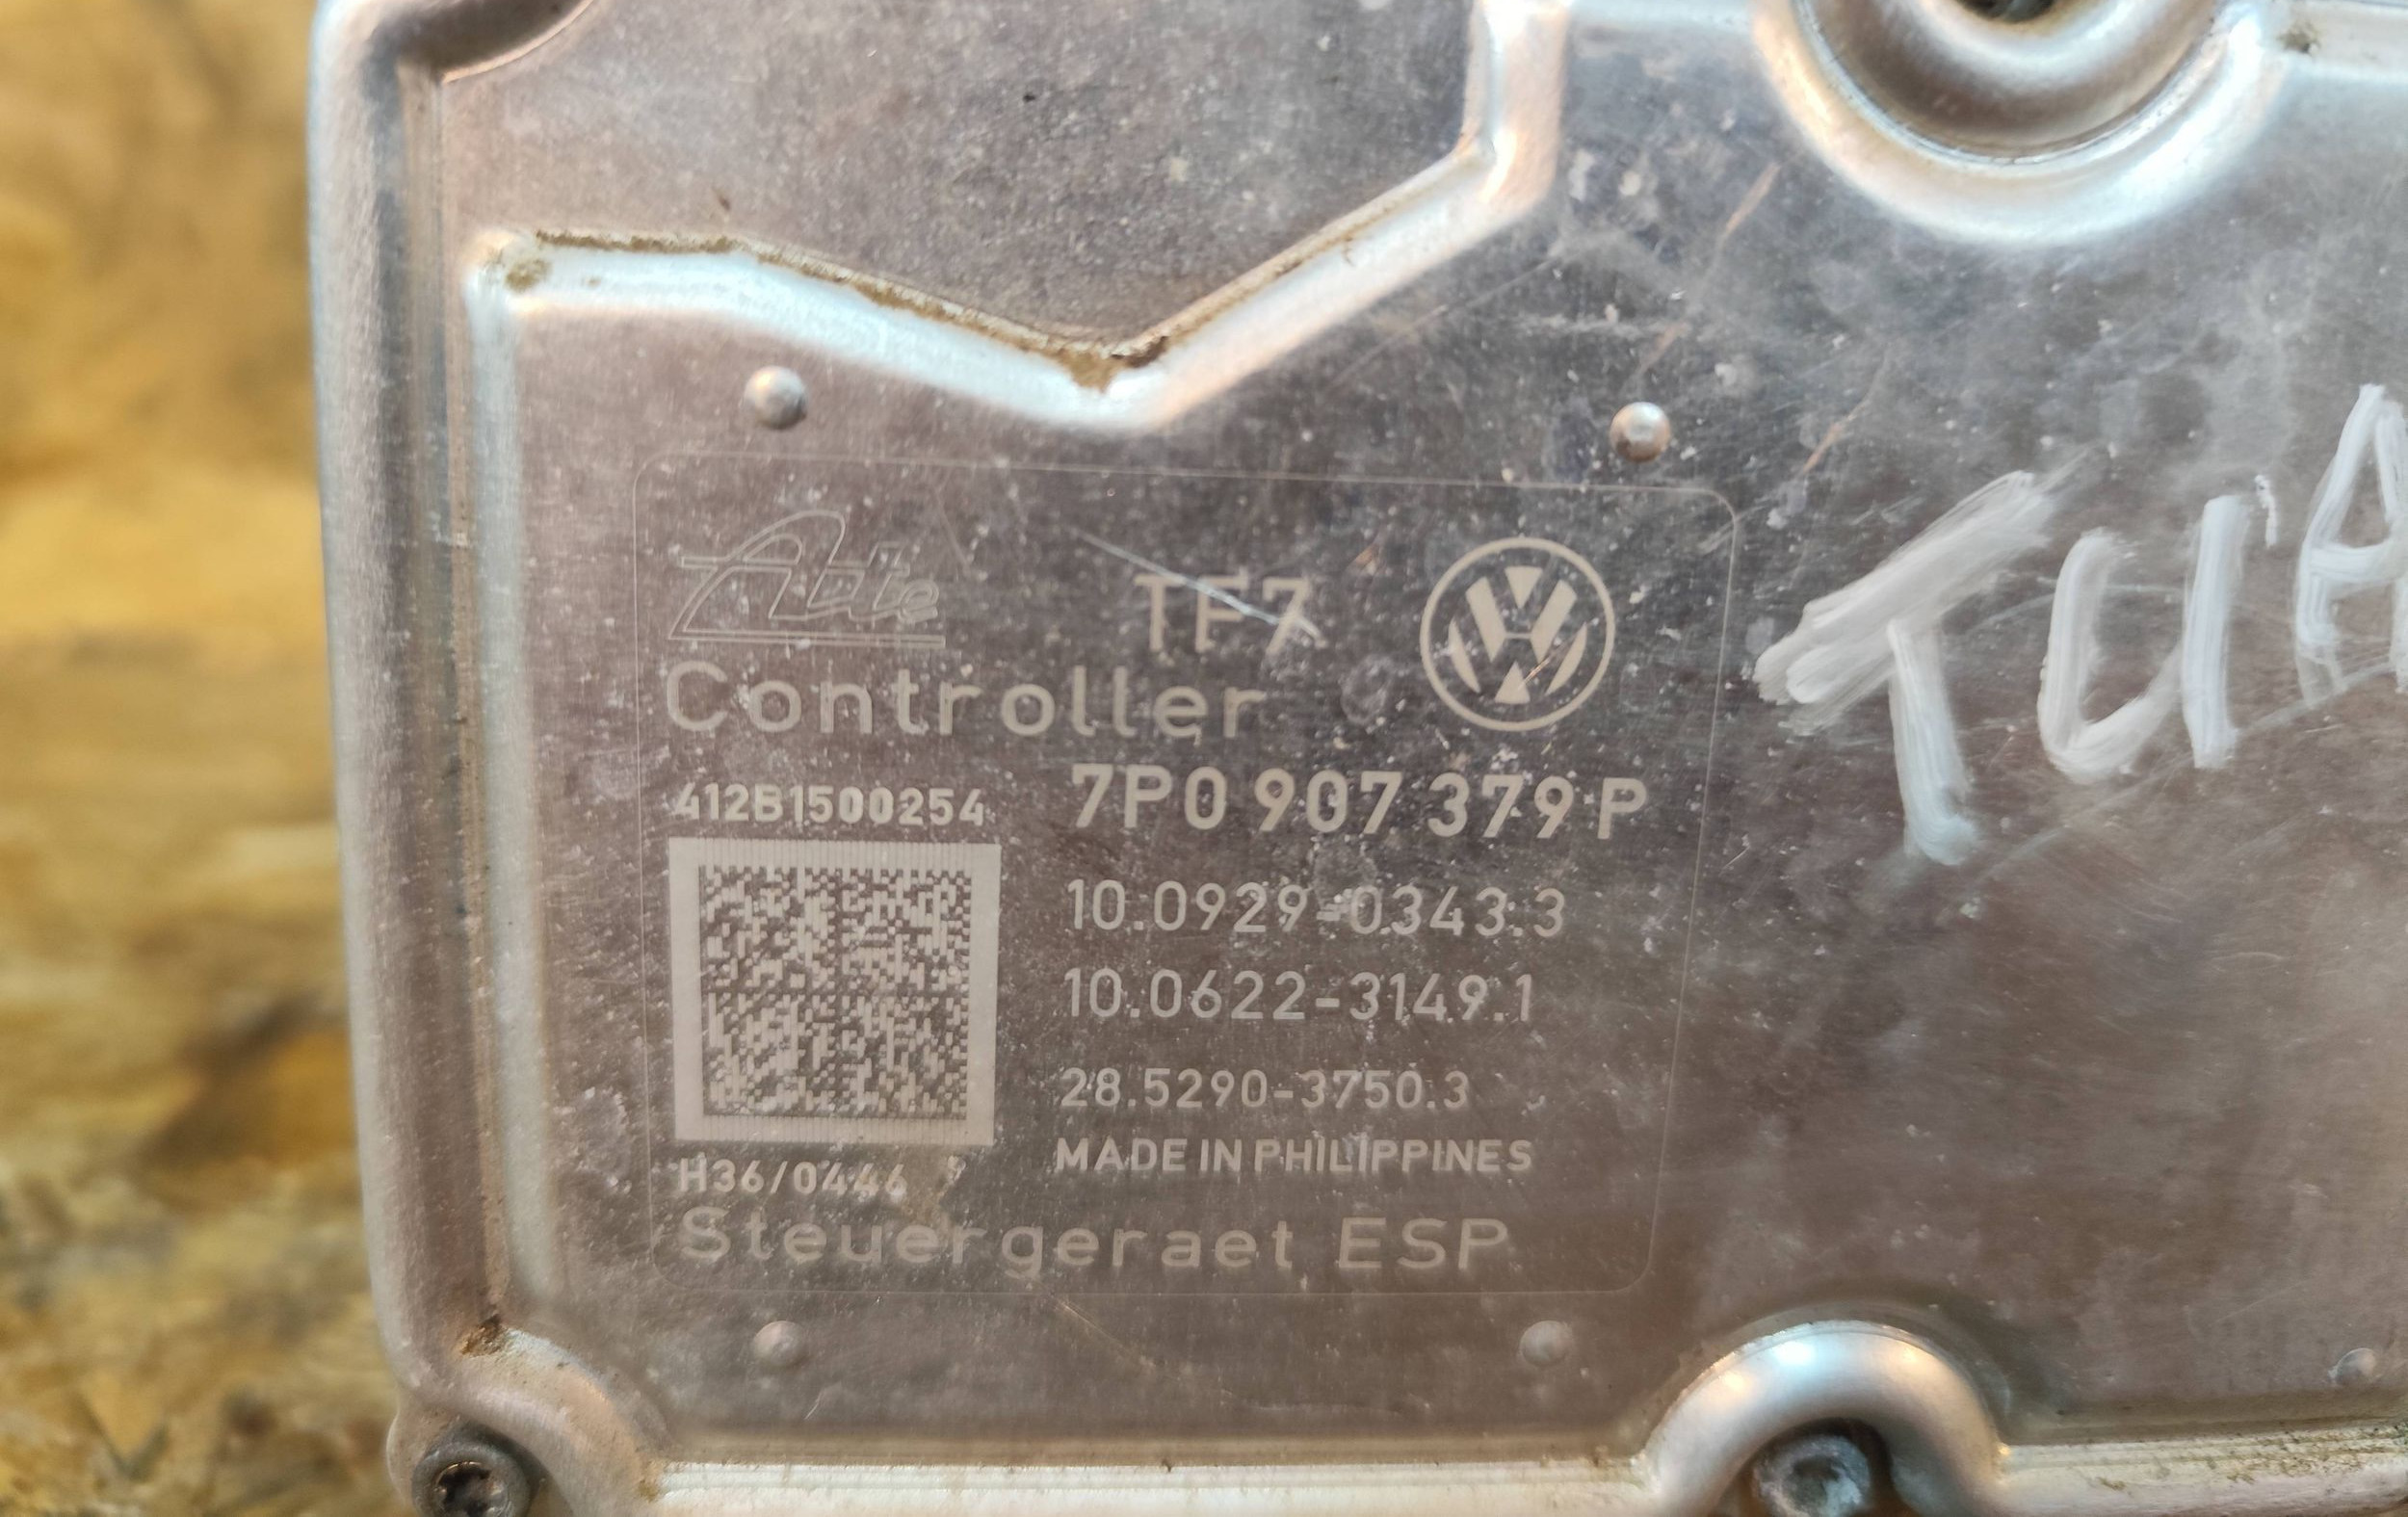 Ate
TF7
Controller
412B1500254
7P0 907 379 P
10.0929-0343.3
10.0622-3149.1
28.5290-3750.3
MADE IN PHILIPPINES
H36/0446
Steuergeraet ESP
TUA